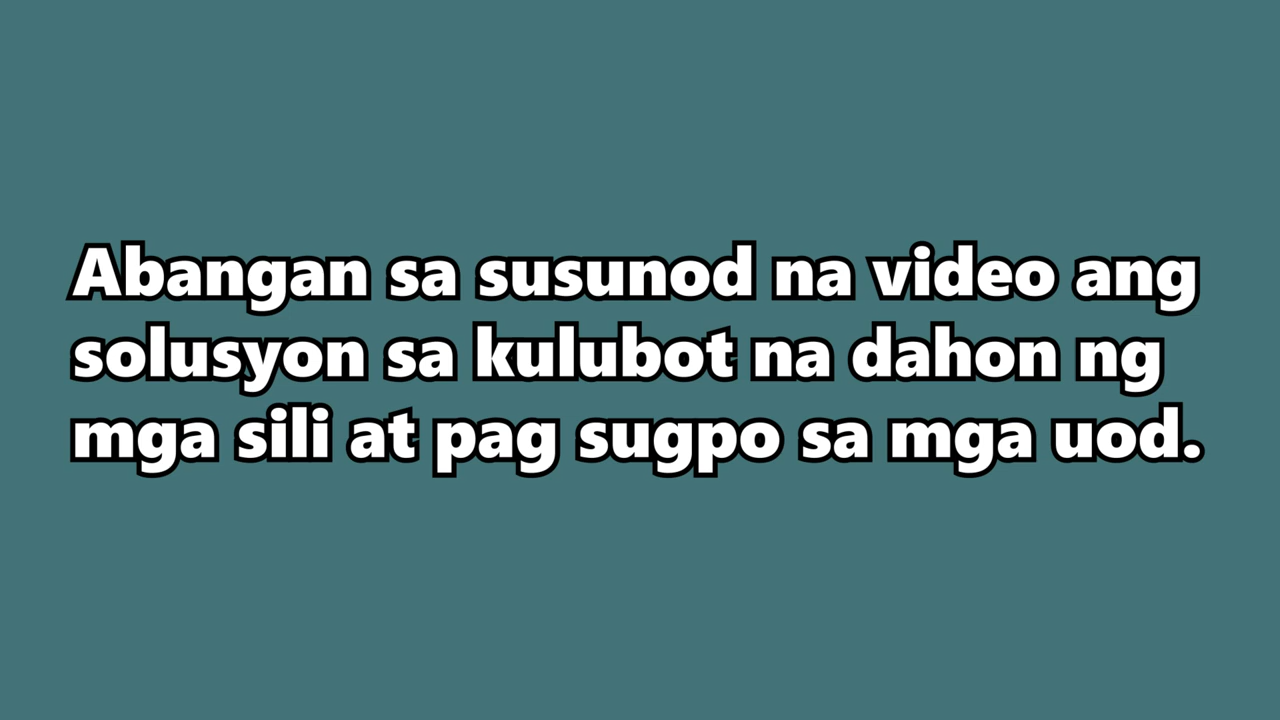 Abangan sa susunod na video ang
solusyon sa kulubot na dahon ng
mga sili at pag sugpo sa mga uod.